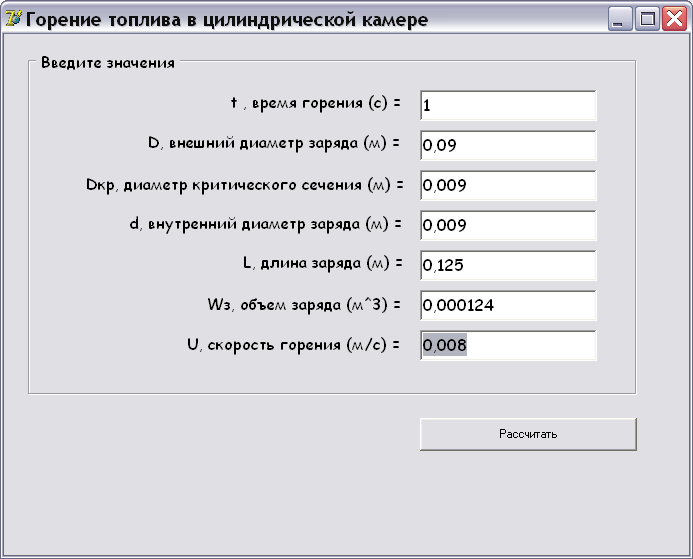 Горение топлива в цилиндрической камере
Введите значения
t , время горения (с) = 1
D, внешний диаметр заряда (м) = 0,09
Dкр, диаметр критического сечения (м) = 0,009
d, внутренний диаметр заряда (м) = 0,009
L, длина заряда (м) = 0,125
Wз, объем заряда (м^3) = 0,000124
U, скорость горения (м/с) = 0,008
Рассчитать